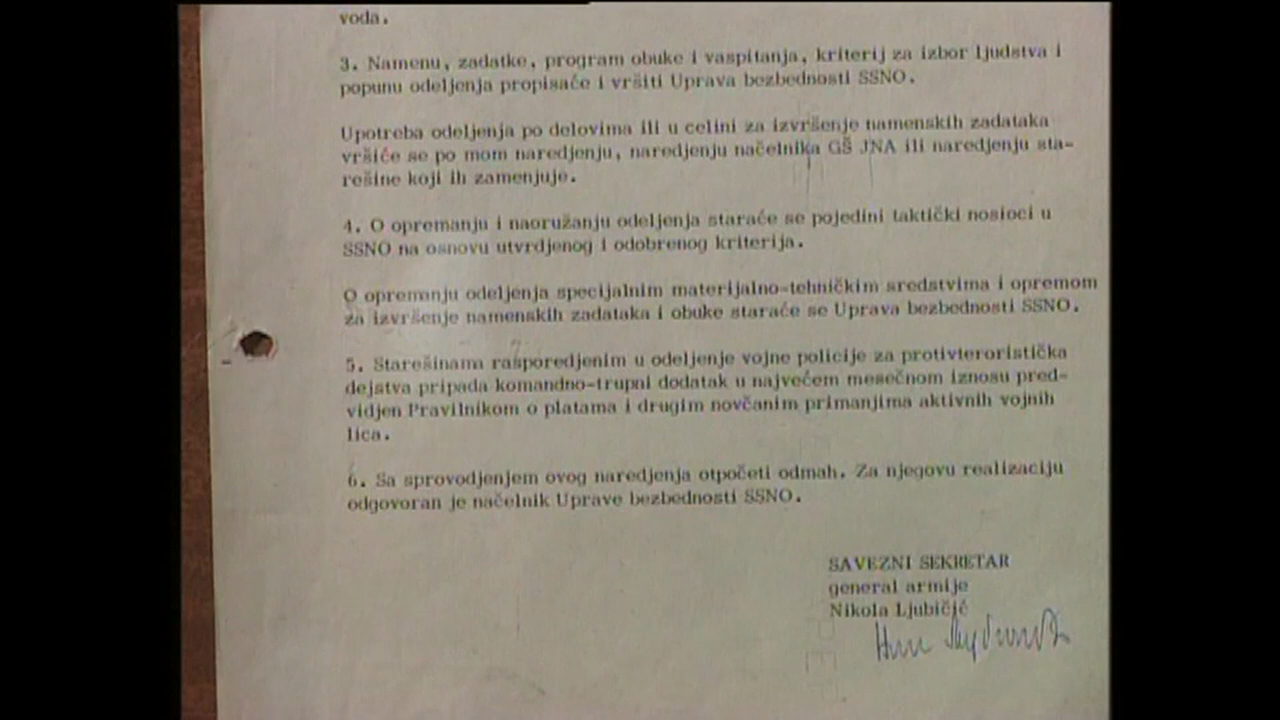 voda.
3. Namenu, zadatke, program obuke i vaspitanja, kriterij za izbor ljudstva i
popunu odeljenja propisaće i vršiti Uprava bezbednosti SSNO.
Upotreba odeljenja po delovima ili u celini za izvršenje namenskih zadataka
vršiće se po mom naredjenju, naredjenju načelnika GŠ JNA ili naredjenju sta-
rešine koji ih zamenjuje.
4. O opremanju i naoružanju odeljenja staraće se pojedini taktički nosioci u
SSNO na osnovu utvrdjenog i odobrenog kriterija.
O opremanju odeljenja specijalnim materijalno-tehničkim sredstvima i opremom
za izvršenje namenskih zadataka i obuke staraće se Uprava bezbednosti SSNO.
5. Starešinama rasporedjenim u odeljenje vojne policije za protivteroristička
dejstva pripada komandno-trupni dodatak u najvećem mesečnom iznosu pred-
vidjen Pravilnikom o platama i drugim novčanim primanjima aktivnih vojnih
lica.
6. Sa sprovodjenjem ovog naredjenja otpočeti odmah. Za njegovu realizaciju
odgovoran je načelnik Uprave bezbednosti SSNO.
SAVEZNI SEKRETAR
general armije
Nikola Ljubičić